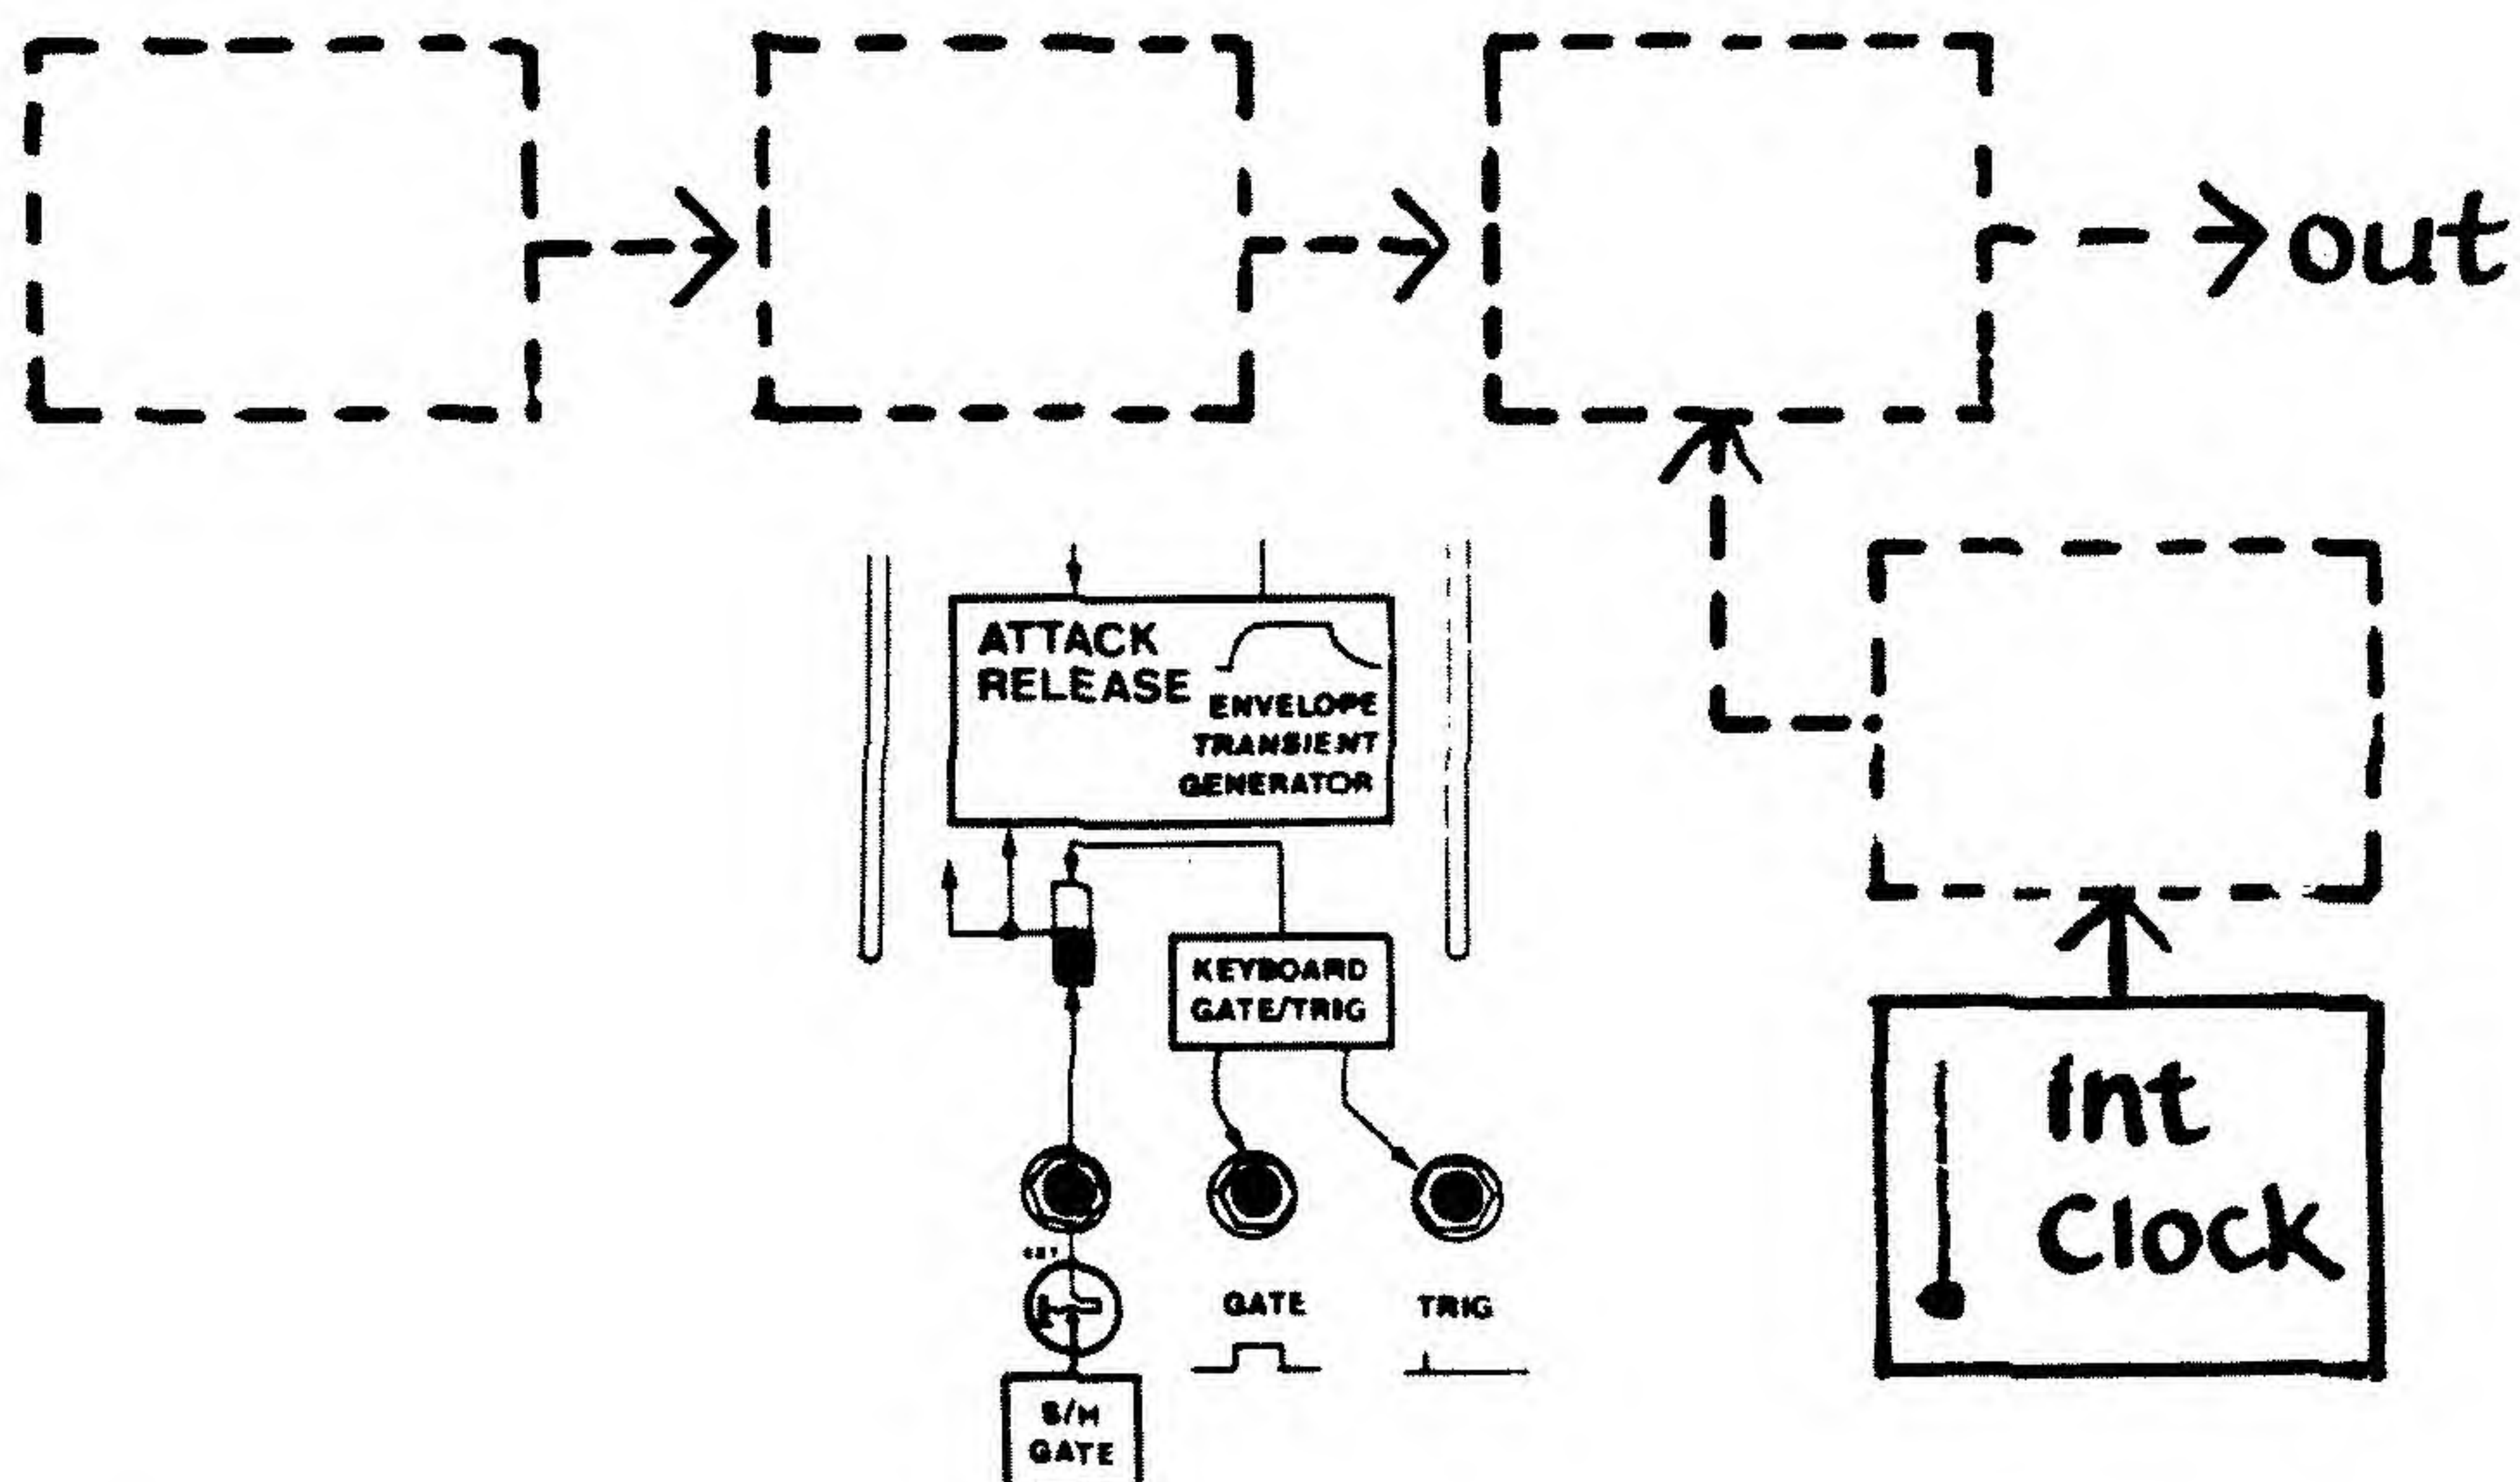 out
ATTACK
RELEASE
ENVELOPE
TRANSIENT
GENERATOR
KEYBOARD
GATE/TRIG
Int
Clock
GATE
TRIG
S/H
GATE